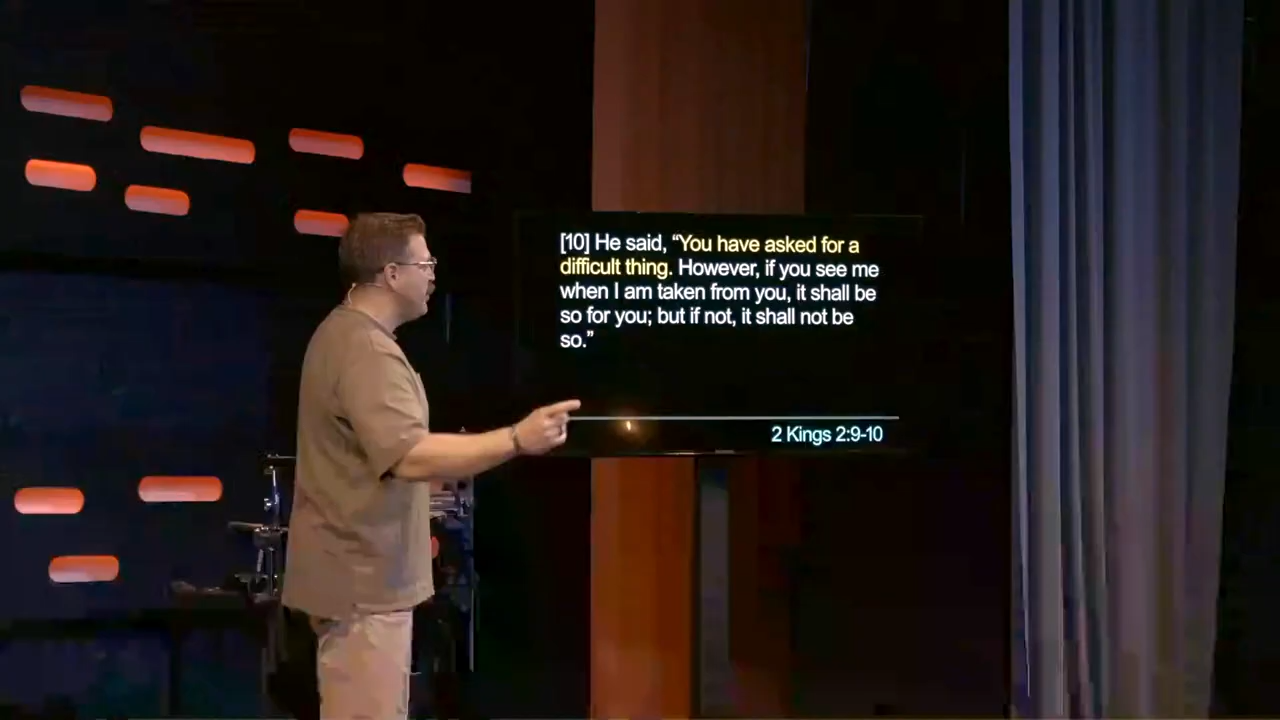 [10] He said, “You have asked for a
difficult thing. However, if you see me
when I am taken from you, it shall be
so for you; but if not, it shall not be
so.”
2 Kings 2:9-10